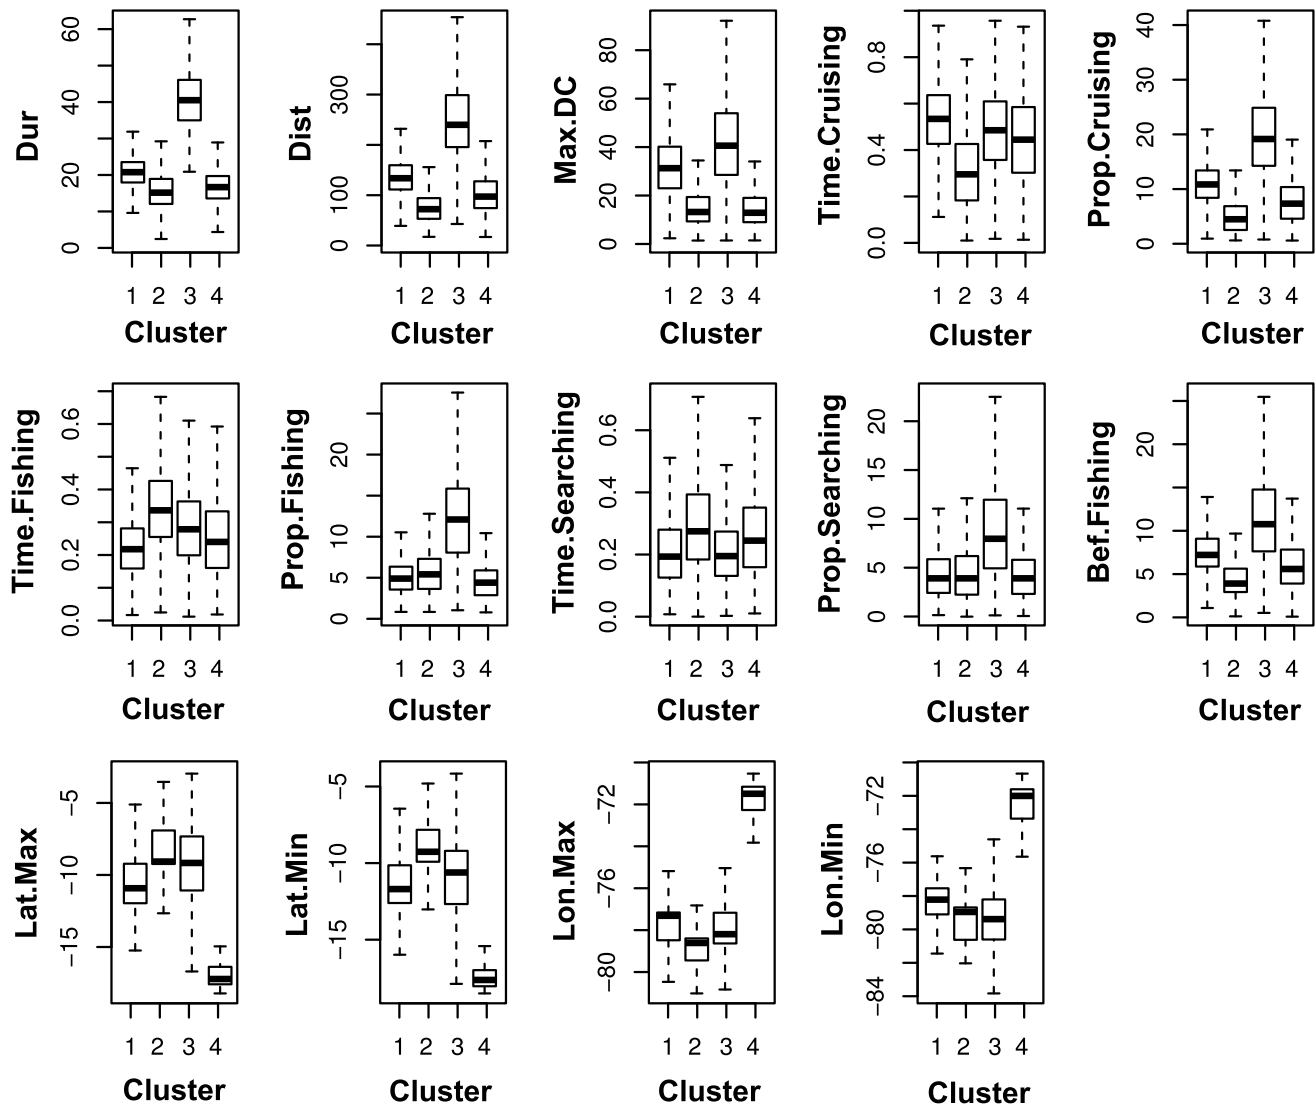 Dur
0 20 40 60
1 2 3 4
Cluster
Dist
0 100 300
1 2 3 4
Cluster
Max.DC
0 20 40 60 80
1 2 3 4
Cluster
Time.Cruising
0.0 0.4 0.8
1 2 3 4
Cluster
Prop.Cruising
0 10 20 30 40
1 2 3 4
Cluster
Time.Fishing
0.0 0.2 0.4 0.6
1 2 3 4
Cluster
Prop.Fishing
0 5 10 20
1 2 3 4
Cluster
Time.Searching
0.0 0.2 0.4 0.6
1 2 3 4
Cluster
Prop.Searching
0 5 10 15 20
1 2 3 4
Cluster
Bef.Fishing
0 5 10 20
1 2 3 4
Cluster
Lat.Max
−15 −10 −5
1 2 3 4
Cluster
Lat.Min
−15 −10 −5
1 2 3 4
Cluster
Lon.Max
−80 −76 −72
1 2 3 4
Cluster
Lon.Min
−84 −80 −76 −72
1 2 3 4
Cluster